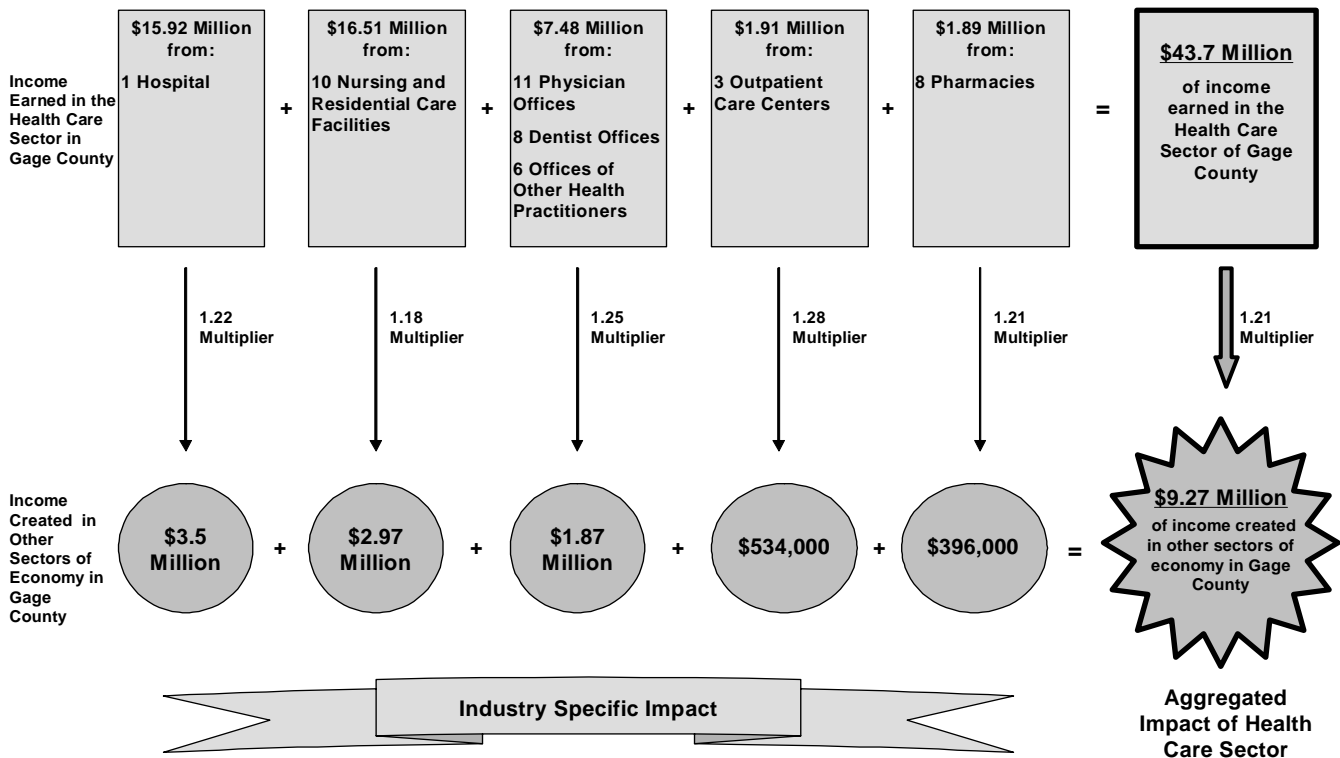 Income
Earned in the
Health Care
Sector in
Gage County
$15.92 Million
from:
1 Hospital
+
$16.51 Million
from:
10 Nursing and
Residential Care
Facilities
+
$7.48 Million
from:
11 Physician
Offices
8 Dentist Offices
6 Offices of
Other Health
Practitioners
+
$1.91 Million
from:
3 Outpatient
Care Centers
+
$1.89 Million
from:
8 Pharmacies
=
$43.7 Million
of income
earned in the
Health Care
Sector of Gage
County
1.22
Multiplier
1.18
Multiplier
1.25
Multiplier
1.28
Multiplier
1.21
Multiplier
1.21
Multiplier
Income
Created in
Other
Sectors of
Economy in
Gage
County
$3.5
Million
+
$2.97
Million
+
$1.87
Million
+
$534,000
+
$396,000
=
$9.27 Million
of income created
in other sectors of
economy in Gage
County
Industry Specific Impact
Aggregated
Impact of Health
Care Sector